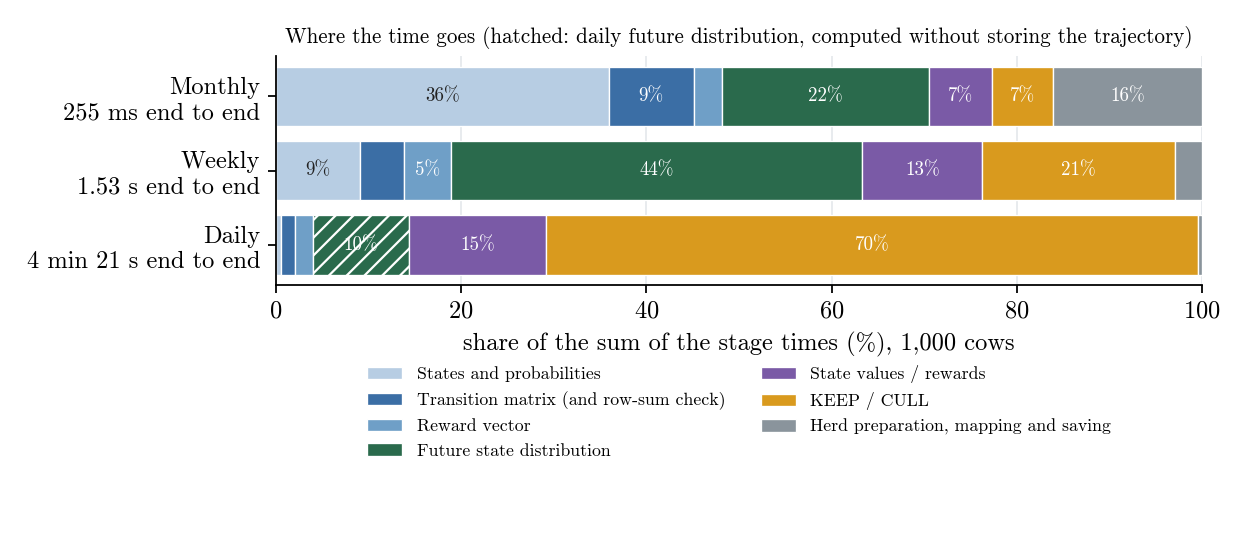 Where the time goes (hatched: daily future distribution, computed without storing the trajectory)
Monthly
255 ms end to end
36% 9% 22% 7% 7% 16%
Weekly
1.53 s end to end
9% 5% 44% 13% 21%
Daily
4 min 21 s end to end
10% 15% 70%
0 20 40 60 80 100
share of the sum of the stage times (%), 1,000 cows
States and probabilities
Transition matrix (and row-sum check)
Reward vector
Future state distribution
State values / rewards
KEEP / CULL
Herd preparation, mapping and saving